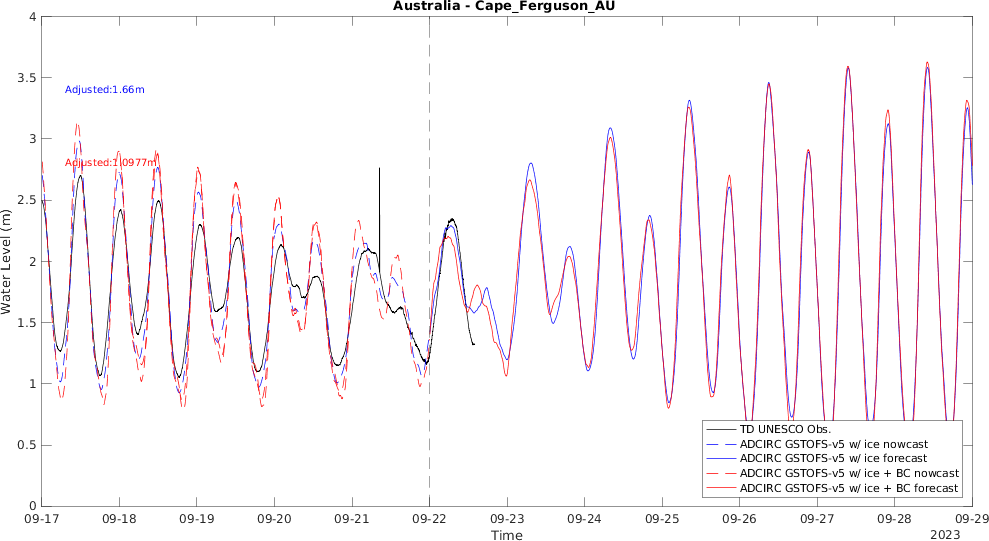 Australia - Cape_Ferguson_AU
4
3.5
3
2.5
2
1.5
1
0.5
0
Water Level (m)
Adjusted:1.66m
Adjusted:1.0977m
TD UNESCO Obs.
ADCIRC GSTOFS-v5 w/ ice nowcast
ADCIRC GSTOFS-v5 w/ ice forecast
ADCIRC GSTOFS-v5 w/ ice + BC nowcast
ADCIRC GSTOFS-v5 w/ ice + BC forecast
09-17 09-18 09-19 09-20 09-21 09-22 09-23 09-24 09-25 09-26 09-27 09-28 09-29
Time
2023